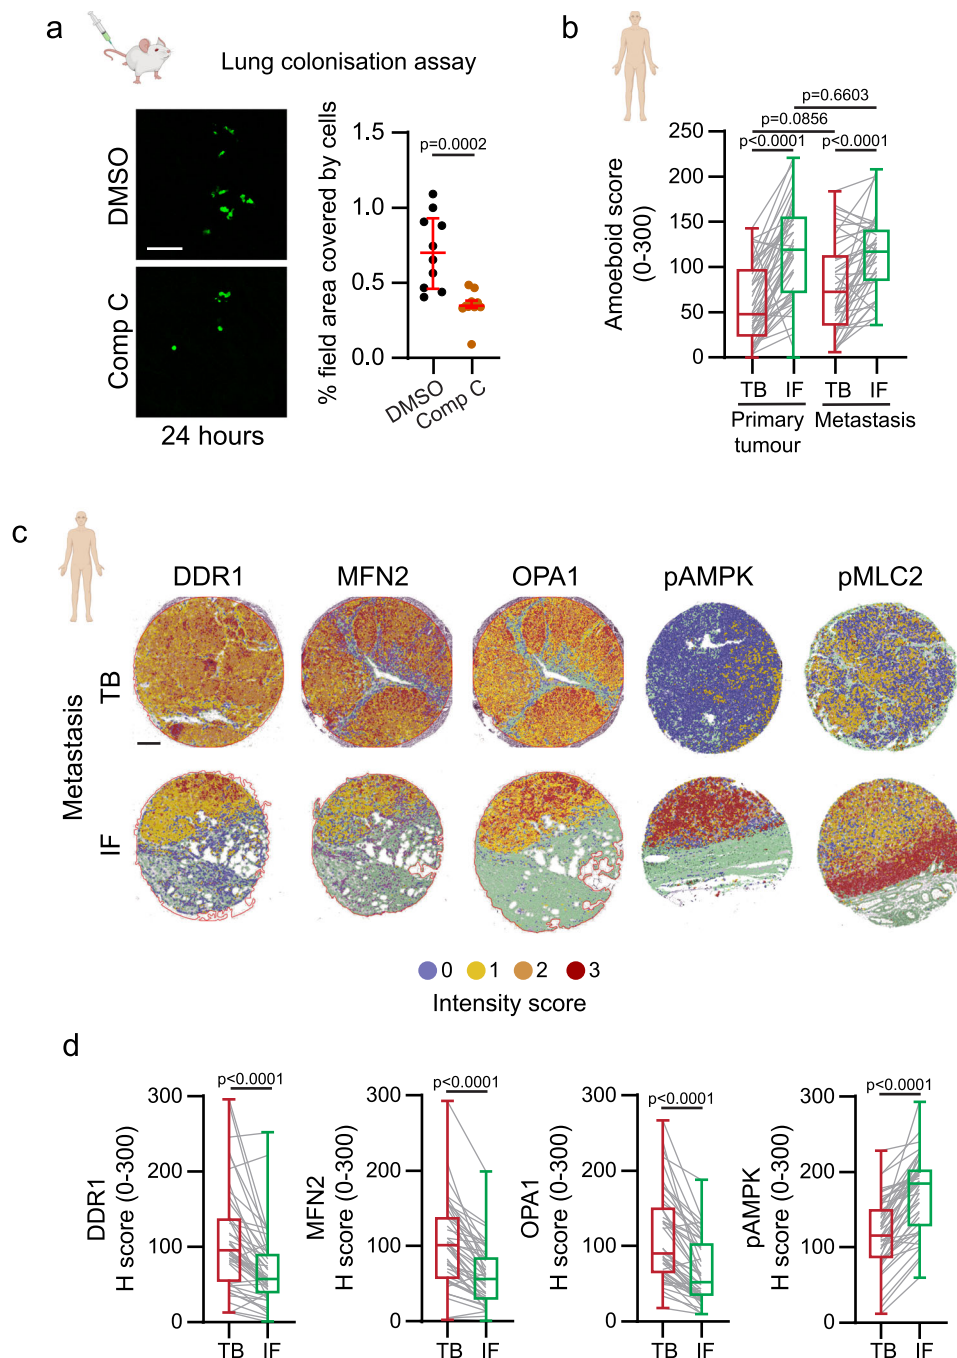 a
Lung colonisation assay
DMSO
Comp C
24 hours
% field area covered by cells
1.5
1.0
0.5
0.0
p=0.0002
DMSO
Comp C
b
p=0.6603
p=0.0856
p<0.0001
p<0.0001
Amoeboid score
(0-300)
250
200
150
100
50
0
TB IF TB IF
Primary
tumour
Metastasis
c
DDR1 MFN2 OPA1 pAMPK pMLC2
Metastasis
TB
IF
0 1 2 3
Intensity score
d
p<0.0001
DDR1
H score (0-300)
300
200
100
0
TB IF
p<0.0001
MFN2
H score (0-300)
300
200
100
0
TB IF
p<0.0001
OPA1
H score (0-300)
300
200
100
0
TB IF
p<0.0001
pAMPK
H score (0-300)
300
200
100
0
TB IF